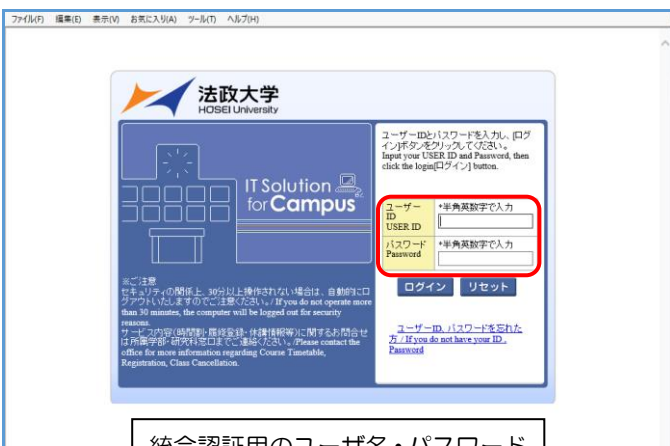 ファイル(F) 編集(E) 表示(V) お気に入り(A) ツール(T) ヘルプ(H)
法政大学
HOSEI University
IT Solution
for Campus
※ご注意
セキュリティの関係上、30分以上操作されない場合は、自動的にロ
グアウトいたしますのでご注意ください。/ If you do not operate more
than 30 minutes, the computer will be logged out for security
reasons.
サービス内容(時間割・履修登録・休講情報等)に関するお問合せ
は所属学部・研究科窓口までご連絡ください。/Please contact the
office for more information regarding Course Timetable,
Registration, Class Cancellation.
ユーザーIDとパスワードを入力し、[ログ
イン]ボタンをクリックしてください。
Input your USER ID and Password, then
click the login[ログイン] button.
ユーザー
ID
USER ID
*半角英数字で入力
パスワード
Password
*半角英数字で入力
ログイン リセット
ユーザーID、パスワードを忘れた
方 / If you do not have your ID ,
Password
統合認証用のユーザ名・パスワード